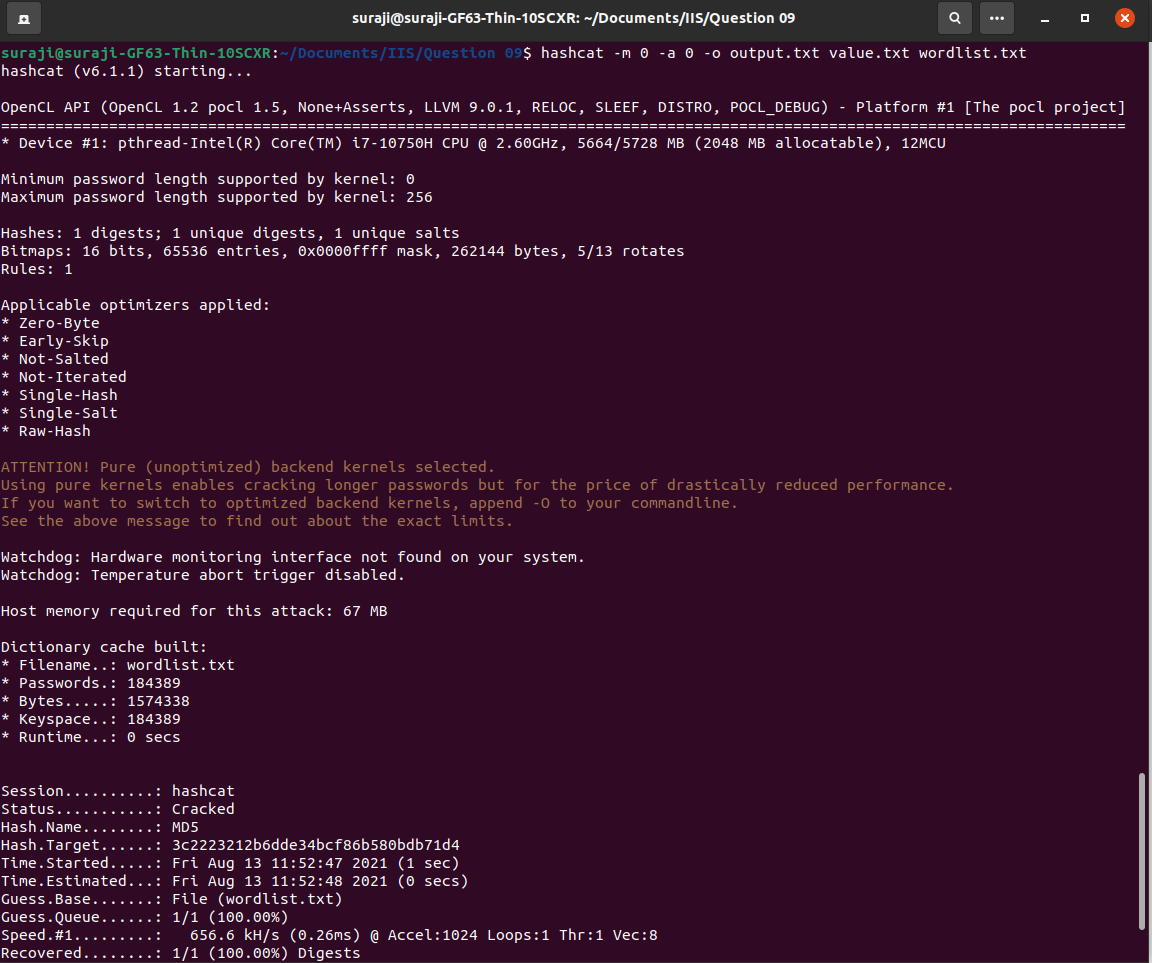 suraji@suraji-GF63-Thin-10SCXR: ~/Documents/IIS/Question 09
suraji@suraji-GF63-Thin-10SCXR:~/Documents/IIS/Question 09$ hashcat -m 0 -a 0 -o output.txt value.txt wordlist.txt
hashcat (v6.1.1) starting...
OpenCL API (OpenCL 1.2 pocl 1.5, None+Asserts, LLVM 9.0.1, RELOC, SLEEF, DISTRO, POCL_DEBUG) - Platform #1 [The pocl project]
=============================================================================================================================
* Device #1: pthread-Intel(R) Core(TM) i7-10750H CPU @ 2.60GHz, 5664/5728 MB (2048 MB allocatable), 12MCU
Minimum password length supported by kernel: 0
Maximum password length supported by kernel: 256
Hashes: 1 digests; 1 unique digests, 1 unique salts
Bitmaps: 16 bits, 65536 entries, 0x0000ffff mask, 262144 bytes, 5/13 rotates
Rules: 1
Applicable optimizers applied:
* Zero-Byte
* Early-Skip
* Not-Salted
* Not-Iterated
* Single-Hash
* Single-Salt
* Raw-Hash
ATTENTION! Pure (unoptimized) backend kernels selected.
Using pure kernels enables cracking longer passwords but for the price of drastically reduced performance.
If you want to switch to optimized backend kernels, append -O to your commandline.
See the above message to find out about the exact limits.
Watchdog: Hardware monitoring interface not found on your system.
Watchdog: Temperature abort trigger disabled.
Host memory required for this attack: 67 MB
Dictionary cache built:
* Filename..: wordlist.txt
* Passwords.: 184389
* Bytes.....: 1574338
* Keyspace..: 184389
* Runtime...: 0 secs
Session..........: hashcat
Status...........: Cracked
Hash.Name........: MD5
Hash.Target......: 3c2223212b6dde34bcf86b580bdb71d4
Time.Started.....: Fri Aug 13 11:52:47 2021 (1 sec)
Time.Estimated...: Fri Aug 13 11:52:48 2021 (0 secs)
Guess.Base.......: File (wordlist.txt)
Guess.Queue......: 1/1 (100.00%)
Speed.#1.........:   656.6 kH/s (0.26ms) @ Accel:1024 Loops:1 Thr:1 Vec:8
Recovered........: 1/1 (100.00%) Digests